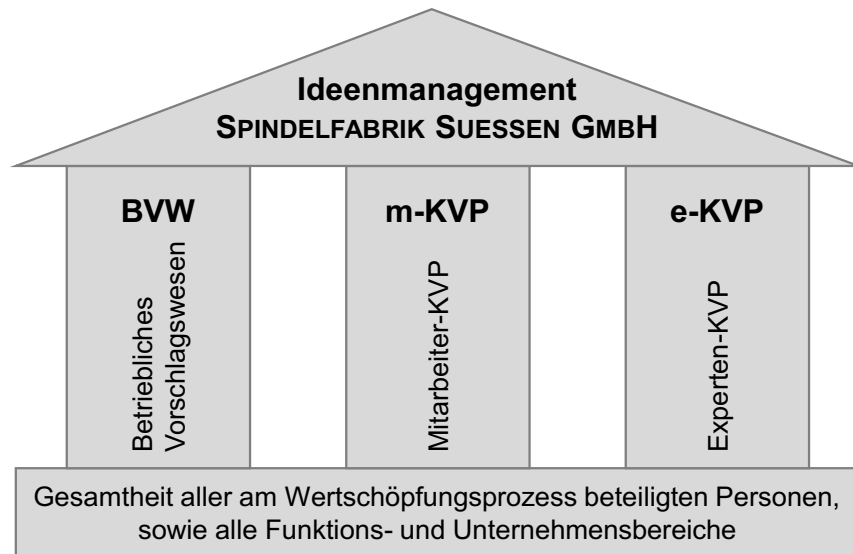 Ideenmanagement
SPINDELFABRIK SUESSEN GMBH
BVW
Betriebliches
Vorschlagswesen
m-KVP
Mitarbeiter-KVP
e-KVP
Experten-KVP
Gesamtheit aller am Wertschöpfungsprozess beteiligten Personen,
sowie alle Funktions- und Unternehmensbereiche